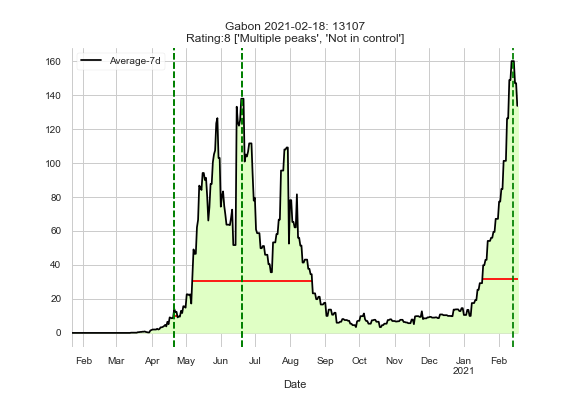 Gabon 2021-02-18: 13107
Rating:8 ['Multiple peaks', 'Not in control']
Average-7d
160
140
120
100
80
60
40
20
0
Feb Mar Apr May Jun Jul Aug Sep Oct Nov Dec Jan Feb
2021
Date